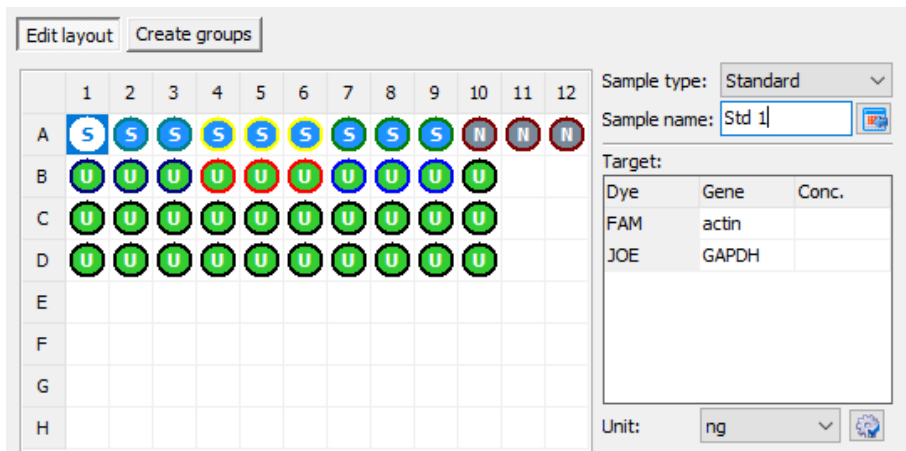 Edit layout Create groups
1 2 3 4 5 6 7 8 9 10 11 12
A S S S S S S S S S N N N
B U U U U U U U U U U
C U U U U U U U U U U
D U U U U U U U U U U
E
F
G
H
Sample type: Standard
Sample name: Std 1
Target:
Dye Gene Conc.
FAM actin
JOE GAPDH
Unit: ng